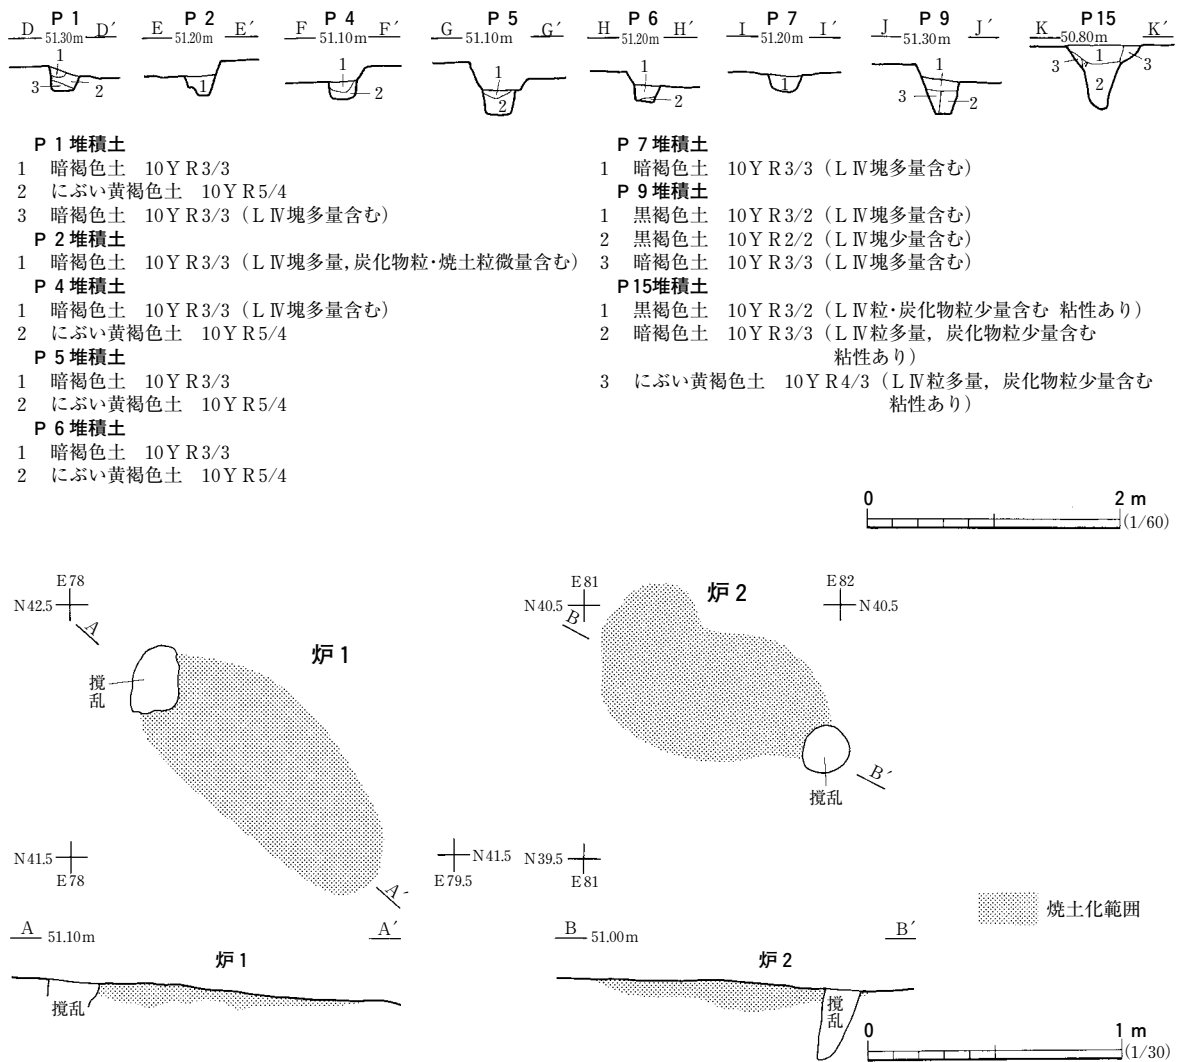 P 1
D 51.30m D′
1
3 2
P 2
E 51.20m E′
1
P 4
F 51.10m F′
1
2
P 5
G 51.10m G′
1
2
P 6
H 51.20m H′
1
2
P 7
I 51.20m I′
1
P 9
J 51.30m J′
1
3 2
P15
K 50.80m K′
1
3 2 3
P 1 堆積土
1 暗褐色土 10ＹＲ3/3
2 にぶい黄褐色土 10ＹＲ5/4
3 暗褐色土 10ＹＲ3/3（ＬⅣ塊多量含む）
P 2 堆積土
1 暗褐色土 10ＹＲ3/3（ＬⅣ塊多量，炭化物粒・焼土粒微量含む）
P 4 堆積土
1 暗褐色土 10ＹＲ3/3（ＬⅣ塊多量含む）
2 にぶい黄褐色土 10ＹＲ5/4
P 5 堆積土
1 暗褐色土 10ＹＲ3/3
2 にぶい黄褐色土 10ＹＲ5/4
P 6 堆積土
1 暗褐色土 10ＹＲ3/3
2 にぶい黄褐色土 10ＹＲ5/4
P 7 堆積土
1 暗褐色土 10ＹＲ3/3（ＬⅣ塊多量含む）
P 9 堆積土
1 黒褐色土 10ＹＲ3/2（ＬⅣ塊多量含む）
2 黒褐色土 10ＹＲ2/2（ＬⅣ塊少量含む）
3 暗褐色土 10ＹＲ3/3（ＬⅣ塊多量含む）
P15堆積土
1 黒褐色土 10ＹＲ3/2（ＬⅣ粒・炭化物粒少量含む 粘性あり）
2 暗褐色土 10ＹＲ3/3（ＬⅣ粒多量，炭化物粒少量含む
粘性あり）
3 にぶい黄褐色土 10ＹＲ4/3（ＬⅣ粒多量，炭化物粒少量含む
粘性あり）
0 2 m
(1/60)
E78
N42.5
A
炉 1
撹乱
N41.5
E78
N41.5
E79.5
A′
E81
N40.5
B
炉 2
E82
N40.5
撹乱
B′
N39.5
E81
焼土化範囲
A 51.10m A′
炉 1
撹乱
B 51.00m B′
炉 2
撹乱
0 1 m
(1/30)